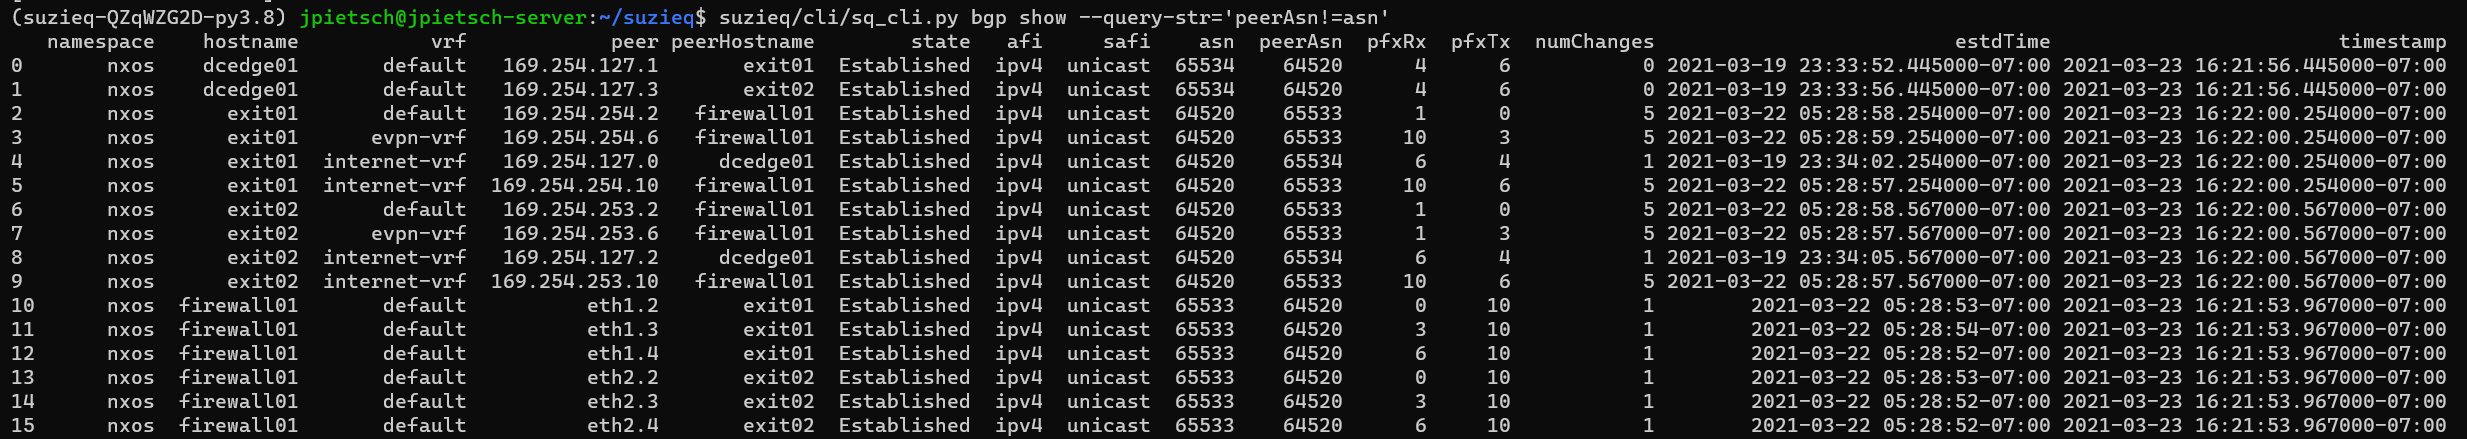 (suzieq-QZqWZG2D-py3.8) jpietsch@jpietsch-server:~/suzieq$ suzieq/cli/sq_cli.py bgp show --query-str='peerAsn!=asn'
namespace hostname vrf peer peerHostname state afi safi asn peerAsn pfxRx pfxTx numChanges estdTime timestamp
0 nxos dcedge01 default 169.254.127.1 exit01 Established ipv4 unicast 65534 64520 4 6 0 2021-03-19 23:33:52.445000-07:00 2021-03-23 16:21:56.445000-07:00
1 nxos dcedge01 default 169.254.127.3 exit02 Established ipv4 unicast 65534 64520 4 6 0 2021-03-19 23:33:56.445000-07:00 2021-03-23 16:21:56.445000-07:00
2 nxos exit01 default 169.254.254.2 firewall01 Established ipv4 unicast 64520 65533 1 0 5 2021-03-22 05:28:58.254000-07:00 2021-03-23 16:22:00.254000-07:00
3 nxos exit01 evpn-vrf 169.254.254.6 firewall01 Established ipv4 unicast 64520 65533 10 3 5 2021-03-22 05:28:59.254000-07:00 2021-03-23 16:22:00.254000-07:00
4 nxos exit01 internet-vrf 169.254.127.0 dcedge01 Established ipv4 unicast 64520 65534 6 4 1 2021-03-19 23:34:02.254000-07:00 2021-03-23 16:22:00.254000-07:00
5 nxos exit01 internet-vrf 169.254.254.10 firewall01 Established ipv4 unicast 64520 65533 10 6 5 2021-03-22 05:28:57.254000-07:00 2021-03-23 16:22:00.254000-07:00
6 nxos exit02 default 169.254.253.2 firewall01 Established ipv4 unicast 64520 65533 1 0 5 2021-03-22 05:28:58.567000-07:00 2021-03-23 16:22:00.567000-07:00
7 nxos exit02 evpn-vrf 169.254.253.6 firewall01 Established ipv4 unicast 64520 65533 1 3 5 2021-03-22 05:28:57.567000-07:00 2021-03-23 16:22:00.567000-07:00
8 nxos exit02 internet-vrf 169.254.127.2 dcedge01 Established ipv4 unicast 64520 65534 6 4 1 2021-03-19 23:34:05.567000-07:00 2021-03-23 16:22:00.567000-07:00
9 nxos exit02 internet-vrf 169.254.253.10 firewall01 Established ipv4 unicast 64520 65533 10 6 5 2021-03-22 05:28:57.567000-07:00 2021-03-23 16:22:00.567000-07:00
10 nxos firewall01 default eth1.2 exit01 Established ipv4 unicast 65533 64520 0 10 1 2021-03-22 05:28:53-07:00 2021-03-23 16:21:53.967000-07:00
11 nxos firewall01 default eth1.3 exit01 Established ipv4 unicast 65533 64520 3 10 1 2021-03-22 05:28:54-07:00 2021-03-23 16:21:53.967000-07:00
12 nxos firewall01 default eth1.4 exit01 Established ipv4 unicast 65533 64520 6 10 1 2021-03-22 05:28:52-07:00 2021-03-23 16:21:53.967000-07:00
13 nxos firewall01 default eth2.2 exit02 Established ipv4 unicast 65533 64520 0 10 1 2021-03-22 05:28:53-07:00 2021-03-23 16:21:53.967000-07:00
14 nxos firewall01 default eth2.3 exit02 Established ipv4 unicast 65533 64520 3 10 1 2021-03-22 05:28:52-07:00 2021-03-23 16:21:53.967000-07:00
15 nxos firewall01 default eth2.4 exit02 Established ipv4 unicast 65533 64520 6 10 1 2021-03-22 05:28:52-07:00 2021-03-23 16:21:53.967000-07:00